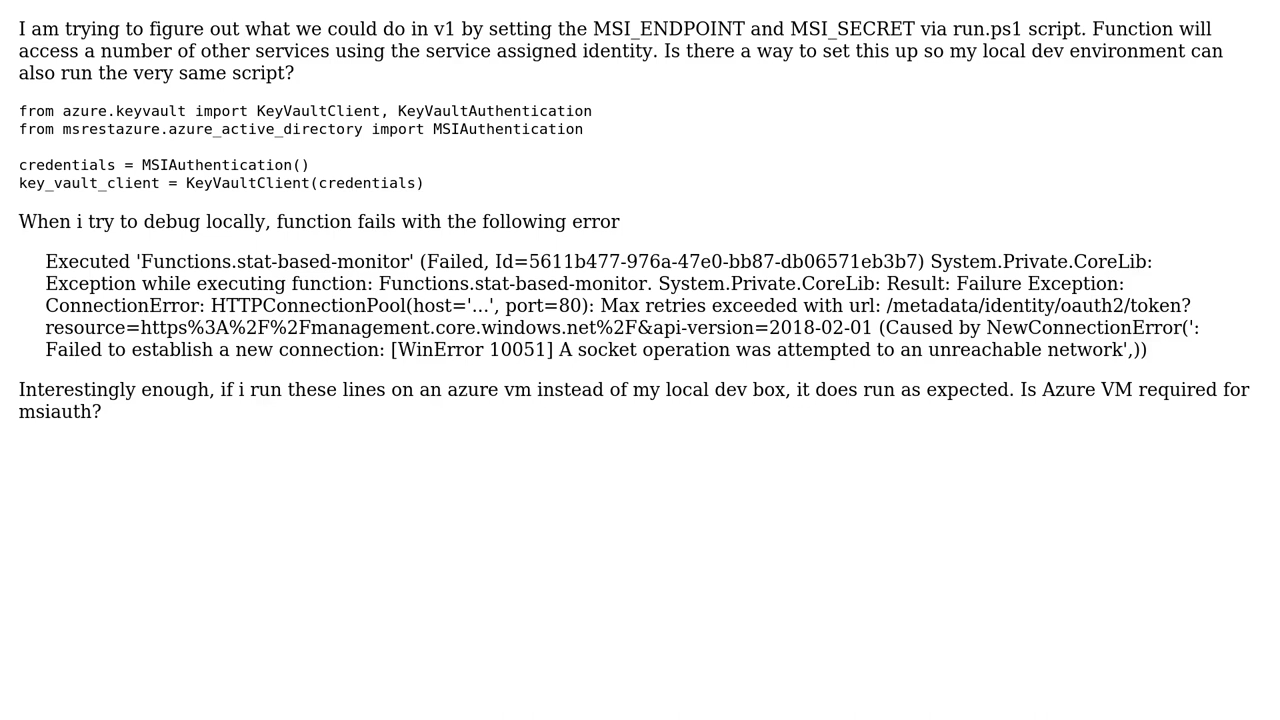 I am trying to figure out what we could do in v1 by setting the MSI_ENDPOINT and MSI_SECRET via run.ps1 script. Function will
access a number of other services using the service assigned identity. Is there a way to set this up so my local dev environment can
also run the very same script?
from azure.keyvault import KeyVaultClient, KeyVaultAuthentication
from msrestazure.azure_active_directory import MSIAuthentication
credentials = MSIAuthentication()
key_vault_client = KeyVaultClient(credentials)
When i try to debug locally, function fails with the following error
Executed 'Functions.stat-based-monitor' (Failed, Id=5611b477-976a-47e0-bb87-db06571eb3b7) System.Private.CoreLib:
Exception while executing function: Functions.stat-based-monitor. System.Private.CoreLib: Result: Failure Exception:
ConnectionError: HTTPConnectionPool(host='...', port=80): Max retries exceeded with url: /metadata/identity/oauth2/token?
resource=https%3A%2F%2Fmanagement.core.windows.net%2F&api-version=2018-02-01 (Caused by NewConnectionError(':
Failed to establish a new connection: [WinError 10051] A socket operation was attempted to an unreachable network',))
Interestingly enough, if i run these lines on an azure vm instead of my local dev box, it does run as expected. Is Azure VM required for
msiauth?